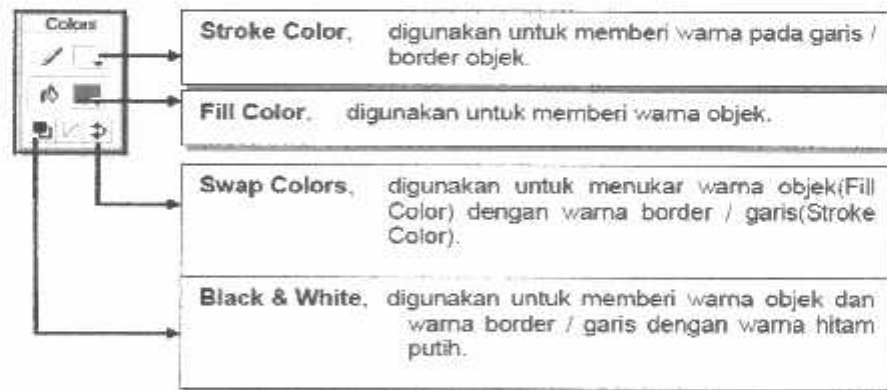 Colors
Stroke Color, digunakan untuk memberi warna pada garis /
border objek.
Fill Color, digunakan untuk memberi warna objek.
Swap Colors, digunakan untuk menukar warna objek(Fill
Color) dengan warna border / garis(Stroke
Color).
Black & White, digunakan untuk memberi warna objek dan
warna border / garis dengan warna hitam
putih.